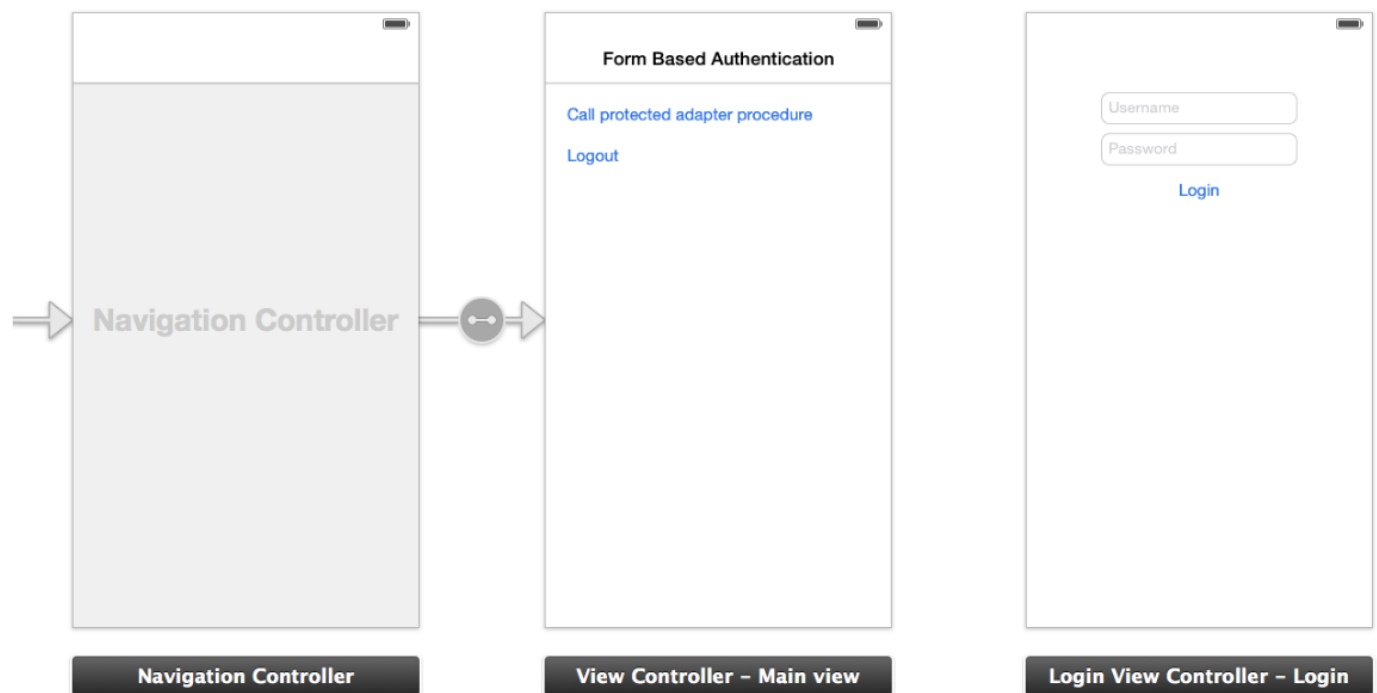 Navigation Controller
Navigation Controller
Form Based Authentication
Call protected adapter procedure
Logout
View Controller – Main view
Username
Password
Login
Login View Controller – Login